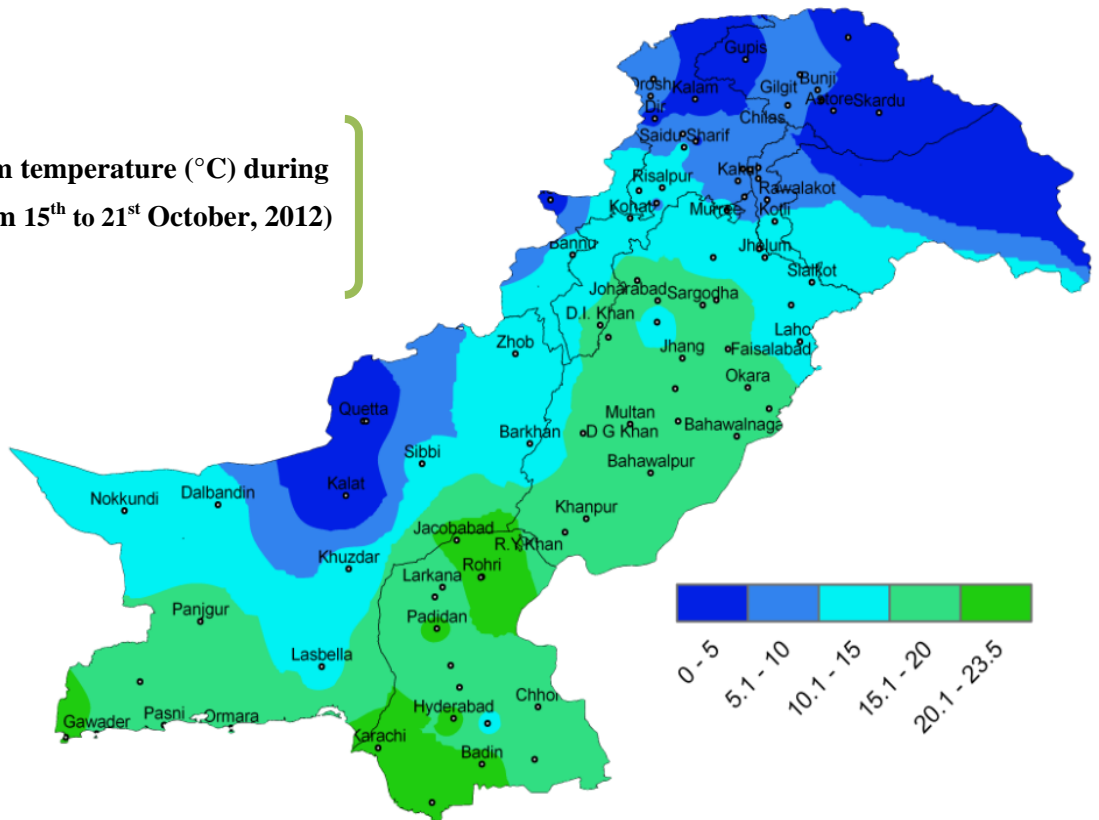 m temperature (°C) during
m 15th to 21st October, 2012)
Gupis
Bunji
Drosh
Kalam
Gilgit
Astore
Skardu
Dir
Chilas
Saidu Sharif
Risalpur
Kakul
Rawalakot
Kohat
Murree
Kotli
Bannu
Jhelum
Sialkot
Joharabad
Sargodha
D.I. Khan
Laho
Zhob
Jhang
Faisalabad
Okara
Quetta
Multan
D G Khan
Bahawalnaga
Barkhan
Sibbi
Bahawalpur
Kalat
Nokkundi
Dalbandin
Khanpur
Jacobabad
R.Y.Khan
Khuzdar
Rohri
Larkana
Panjgur
Padidan
Lasbella
Chhor
Hyderabad
Gawader
Pasni
Ormara
Karachi
Badin
0 - 5
5.1 - 10
10.1 - 15
15.1 - 20
20.1 - 23.5